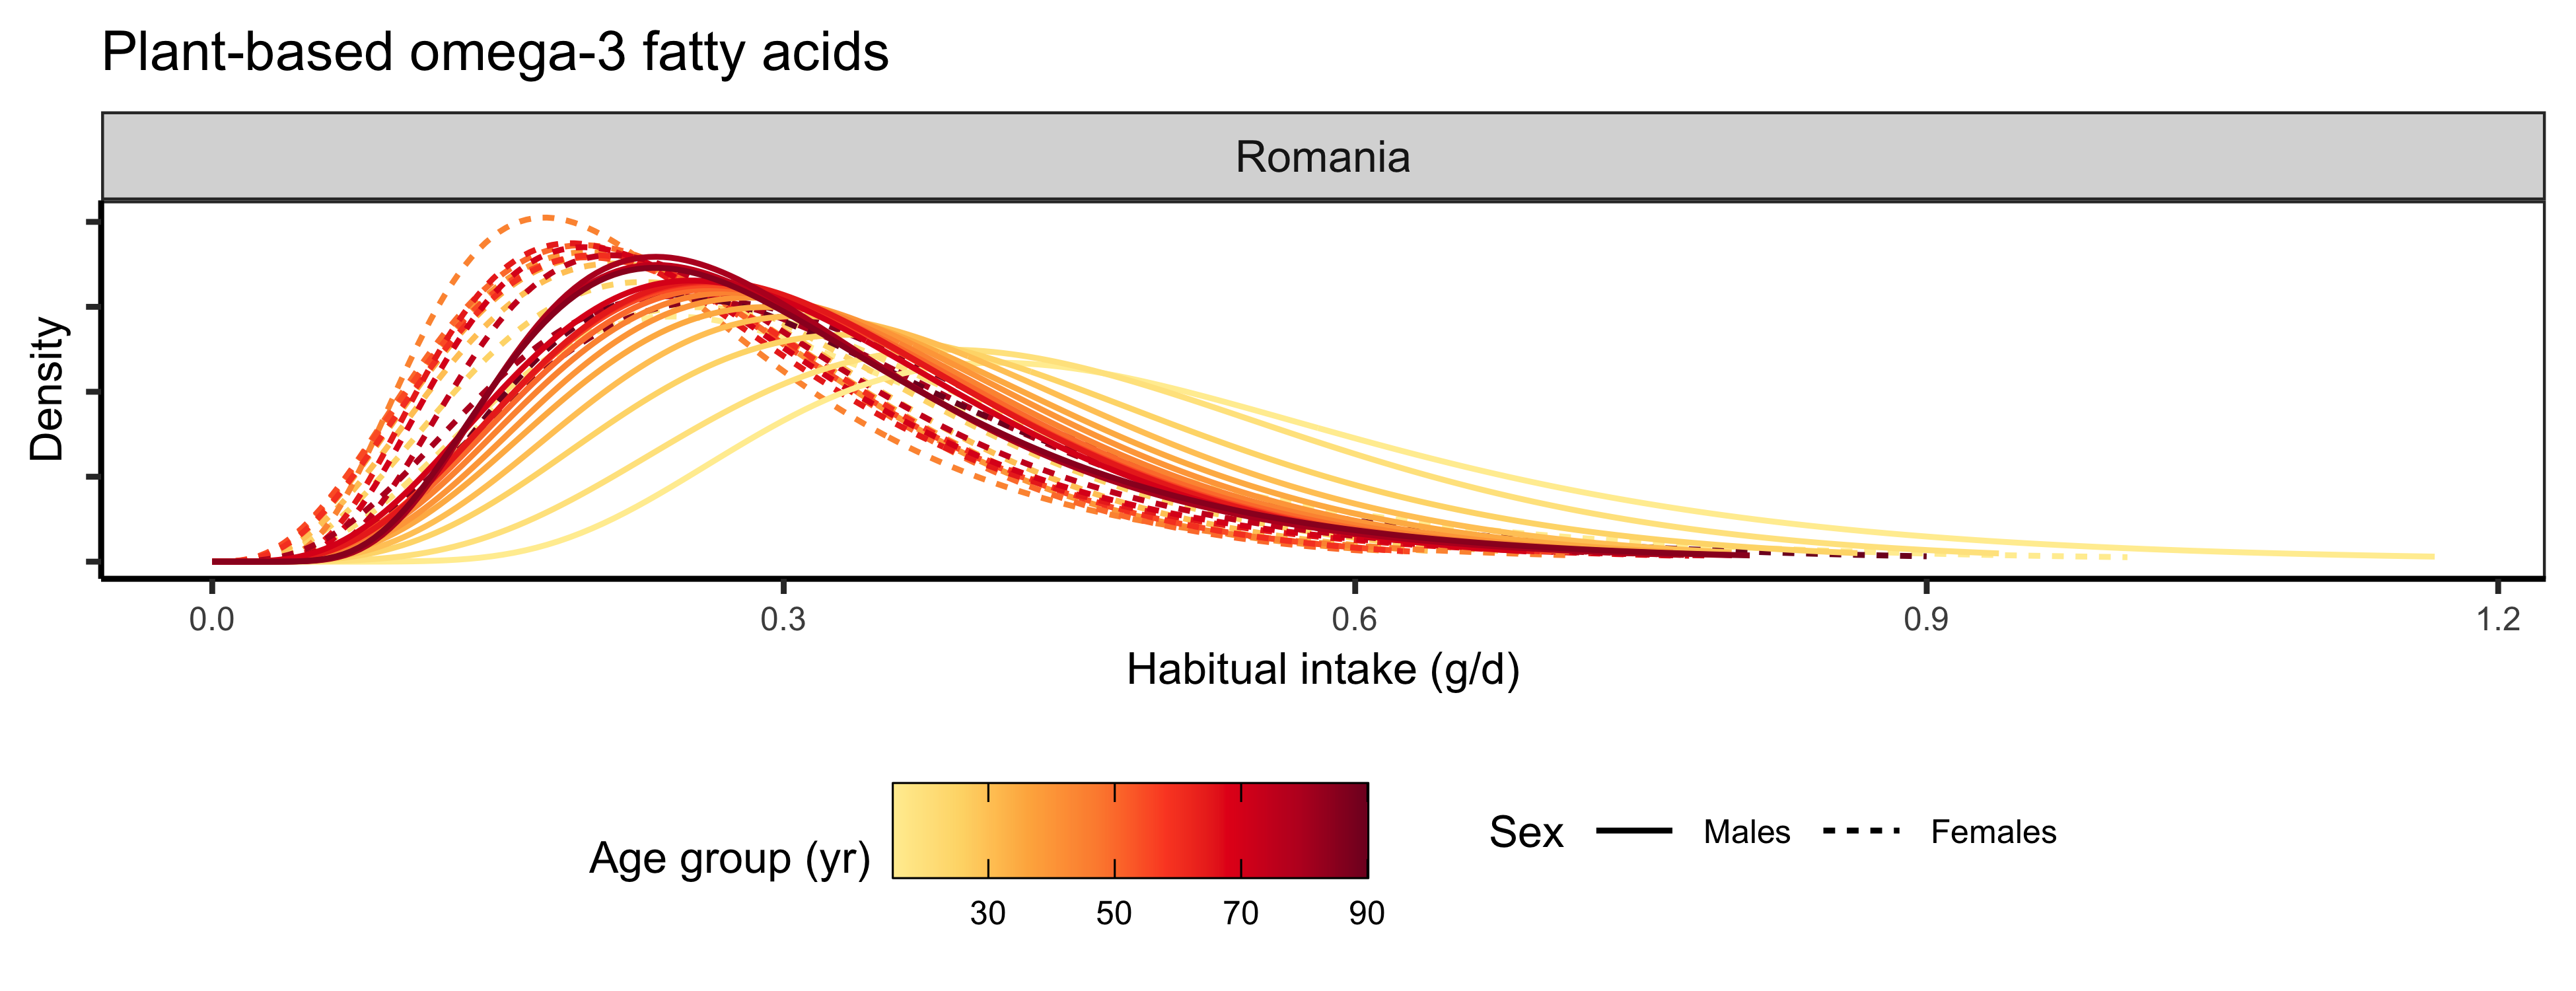 Plant-based omega-3 fatty acids
Romania
Density
0.0 0.3 0.6 0.9 1.2
Habitual intake (g/d)
Age group (yr)
30 50 70 90
Sex Males Females